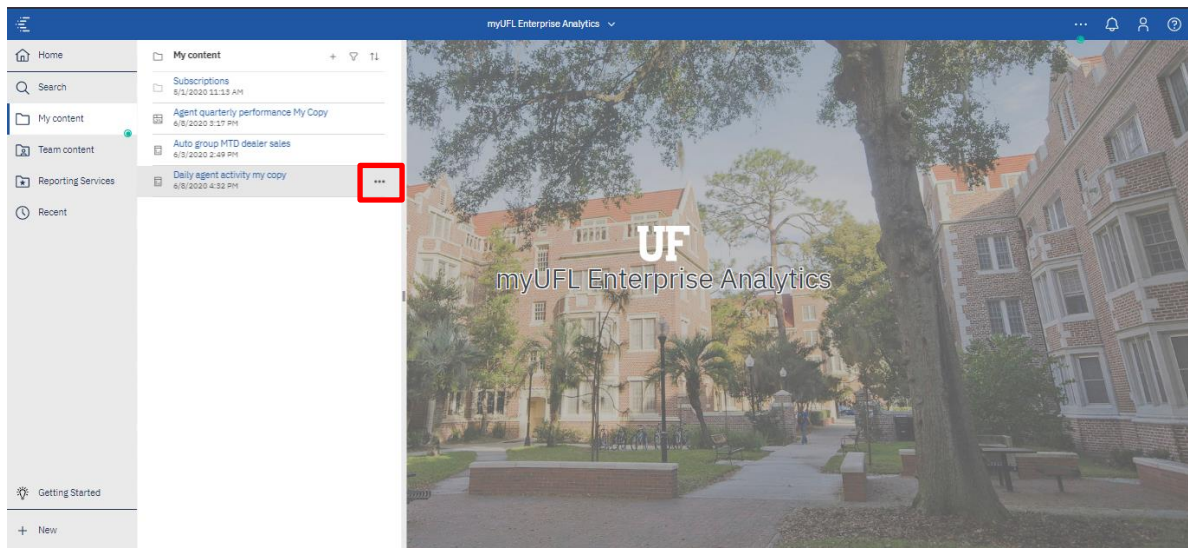 myUFL Enterprise Analytics
Home
Search
My content
Team content
Reporting Services
Recent
Getting Started
+ New
My content
Subscriptions
5/1/2020 11:13 AM
Agent quarterly performance My Copy
6/8/2020 3:17 PM
Auto group MTD dealer sales
6/3/2020 2:49 PM
Daily agent activity my copy
6/8/2020 4:32 PM
UF
myUFL Enterprise Analytics